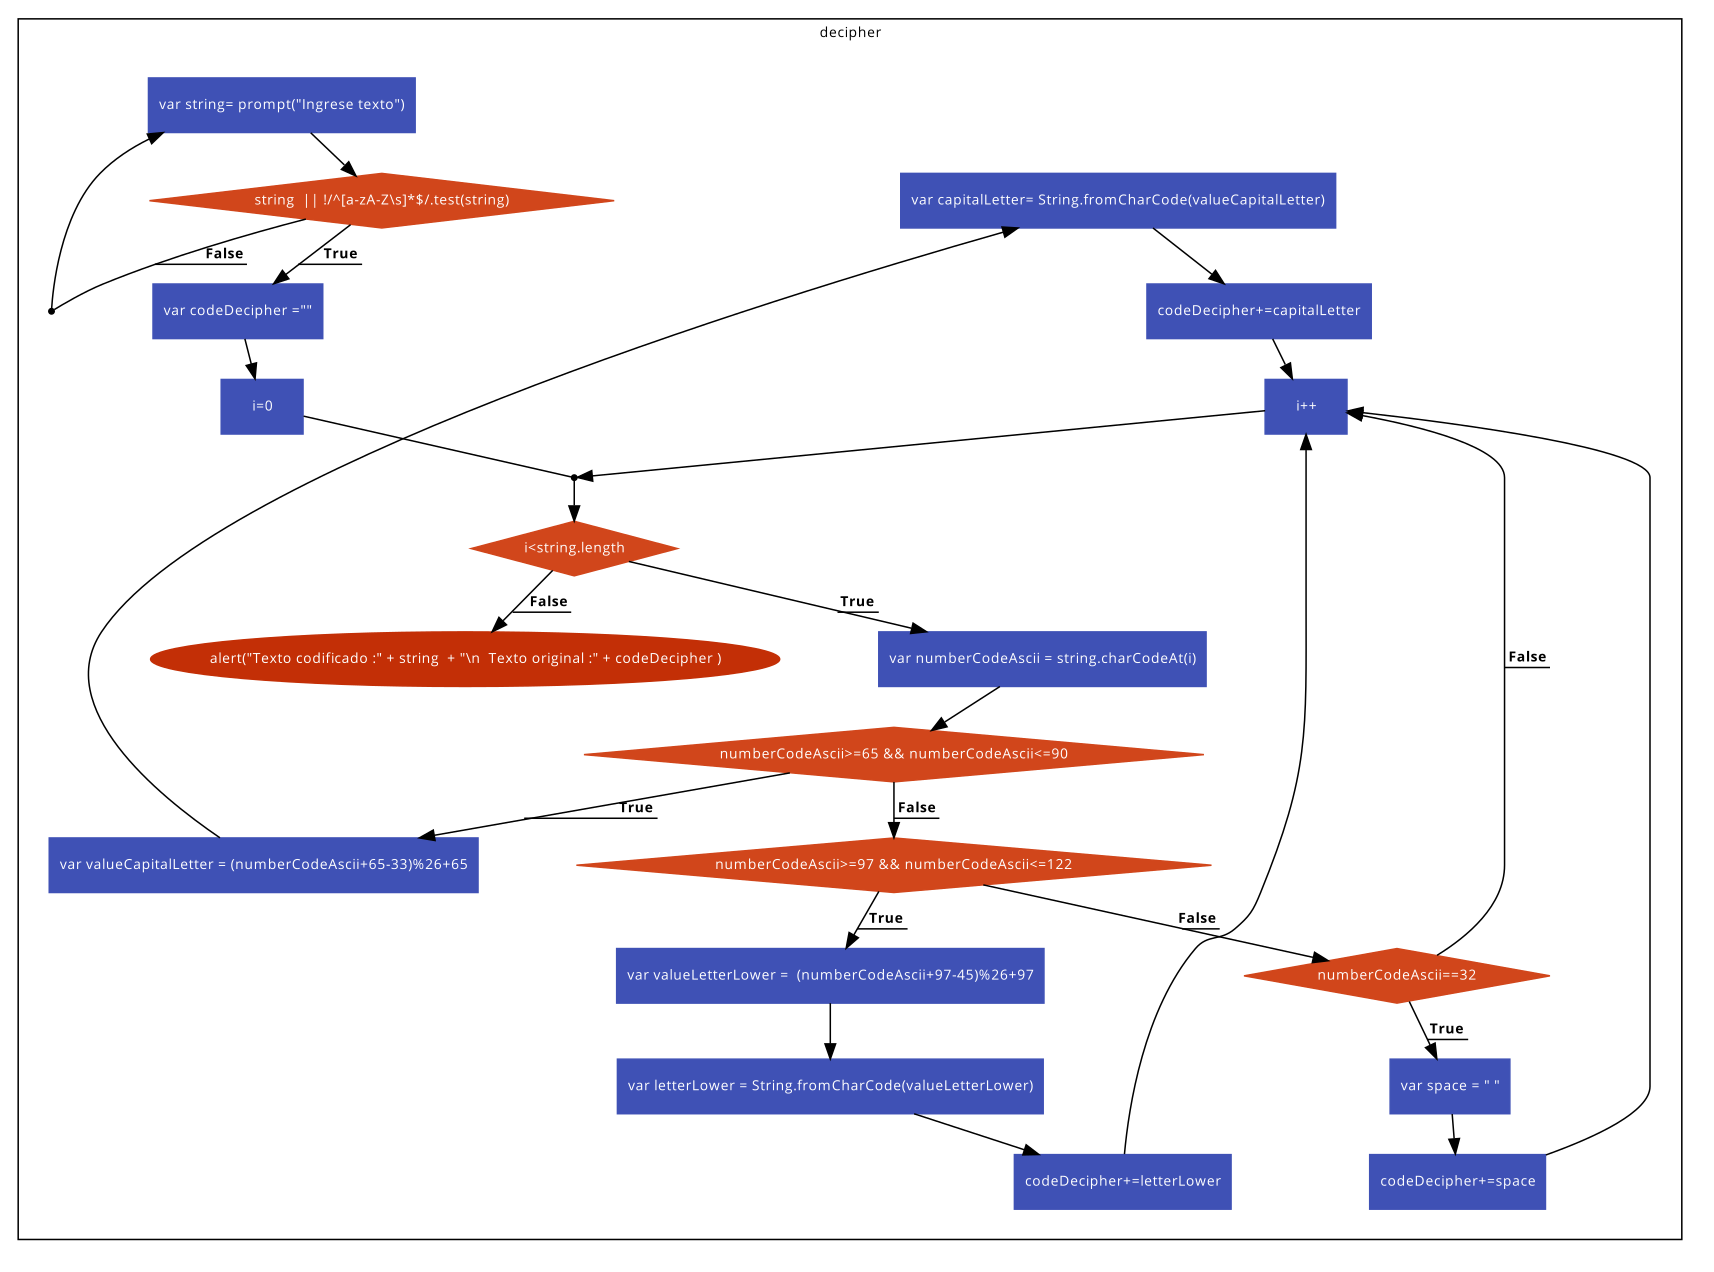 decipher
var string= prompt("Ingrese texto")
string  || !/^[a-zA-Z\s]*$/.test(string)
False
True
var codeDecipher =""
i=0
var capitalLetter= String.fromCharCode(valueCapitalLetter)
codeDecipher+=capitalLetter
i++
i<string.length
False
True
alert("Texto codificado :" + string  + "\n  Texto original :" + codeDecipher )
var numberCodeAscii = string.charCodeAt(i)
False
numberCodeAscii>=65 && numberCodeAscii<=90
True
False
var valueCapitalLetter = (numberCodeAscii+65-33)%26+65
numberCodeAscii>=97 && numberCodeAscii<=122
True
False
var valueLetterLower =  (numberCodeAscii+97-45)%26+97
numberCodeAscii==32
True
var letterLower = String.fromCharCode(valueLetterLower)
var space = " "
codeDecipher+=letterLower
codeDecipher+=space